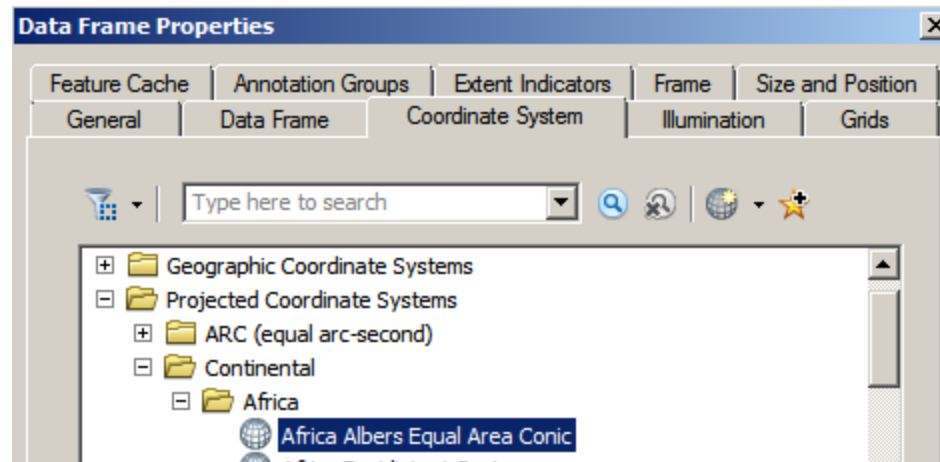 Data Frame Properties
Feature Cache Annotation Groups Extent Indicators Frame Size and Position
General Data Frame Coordinate System Illumination Grids
Type here to search
Geographic Coordinate Systems
Projected Coordinate Systems
ARC (equal arc-second)
Continental
Africa
Africa Albers Equal Area Conic